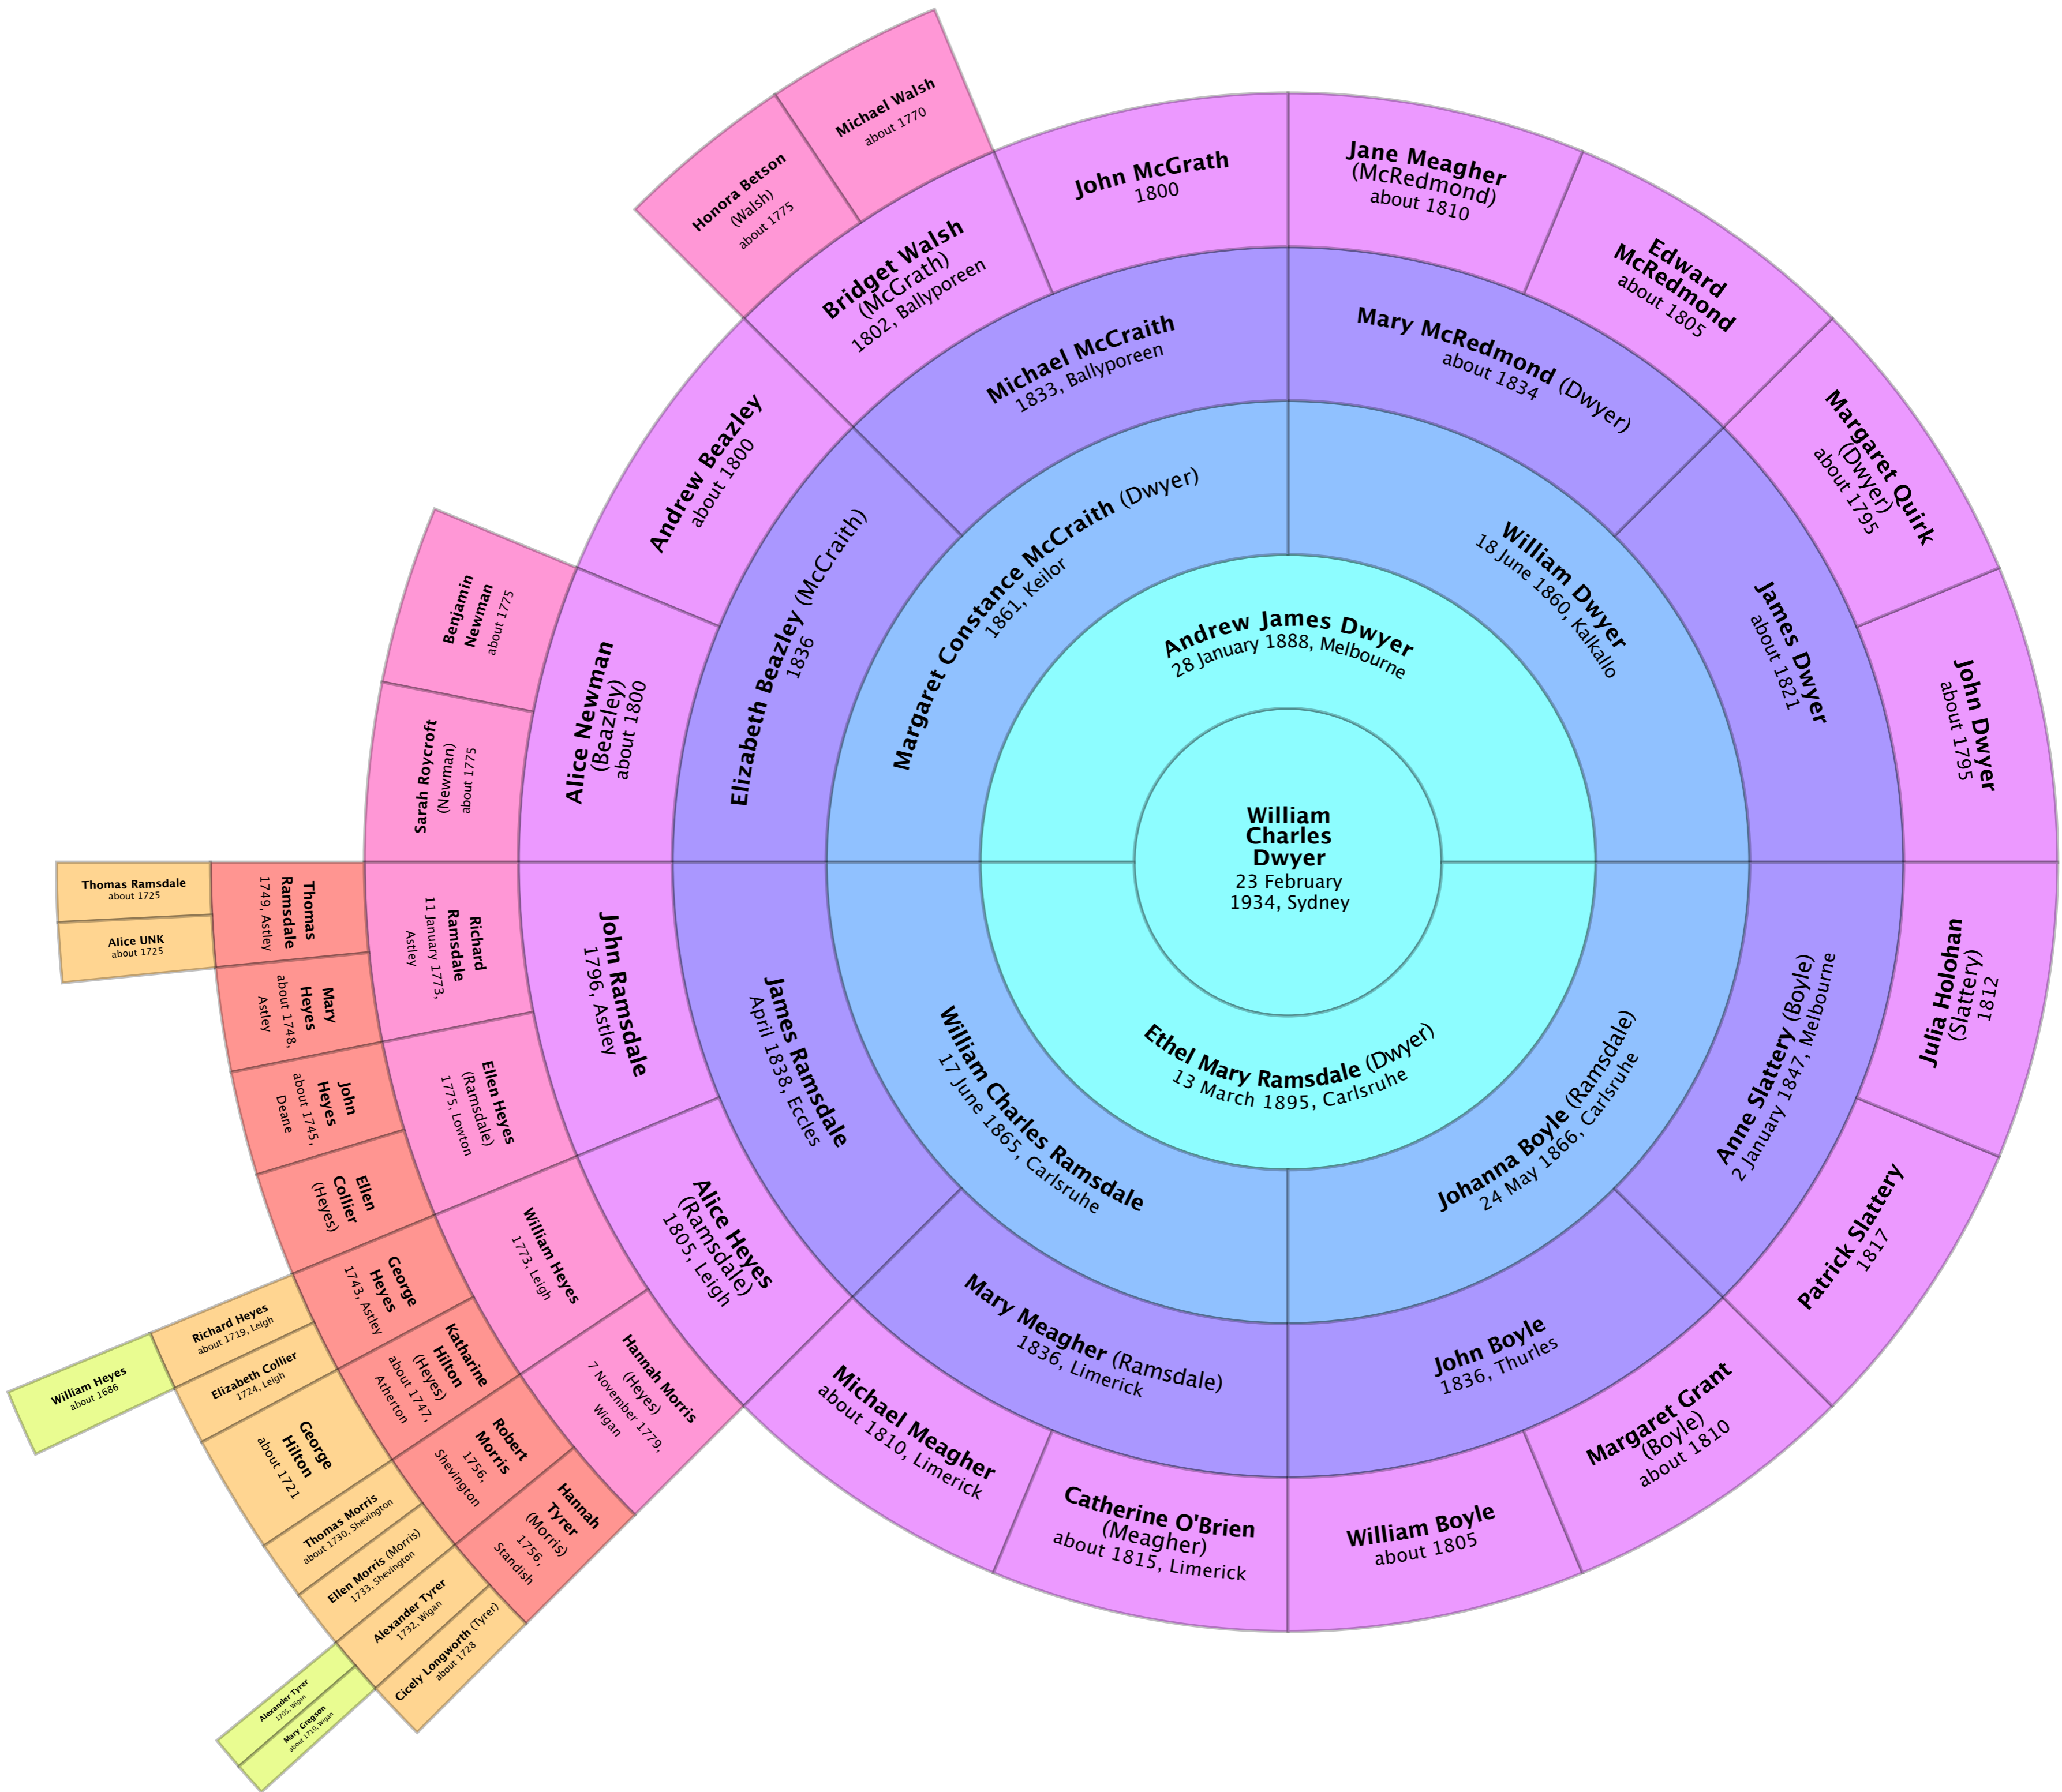 William
Charles
Dwyer
23 February
1934, Sydney
Andrew James Dwyer
28 January 1888, Melbourne
Ethel Mary Ramsdale (Dwyer)
13 March 1895, Carlsruhe
William Dwyer
18 June 1860, Kalkallo
Margaret Constance McCraith (Dwyer)
1861, Keilor
William Charles Ramsdale
17 June 1865, Carlsruhe
Johanna Boyle (Ramsdale)
24 May 1866, Carlsruhe
James Dwyer
about 1821
Mary McRedmond (Dwyer)
about 1834
Michael McCraith
1833, Ballyporeen
Elizabeth Beazley (McCraith)
1836
James Ramsdale
April 1838, Eccles
Mary Meagher (Ramsdale)
1836, Limerick
John Boyle
1836, Thurles
Anne Slattery (Boyle)
2 January 1847, Melbourne
John Dwyer
about 1795
Margaret Quirk
(Dwyer)
about 1795
Edward
McRedmond
about 1805
Jane Meagher
(McRedmond)
about 1810
John McGrath
1800
Bridget Walsh
(McGrath)
1802, Ballyporeen
Andrew Beazley
about 1800
Alice Newman
(Beazley)
about 1800
John Ramsdale
1796, Astley
Alice Heyes
(Ramsdale)
1805, Leigh
Michael Meagher
about 1810, Limerick
Catherine O'Brien
(Meagher)
about 1815, Limerick
William Boyle
about 1805
Margaret Grant
(Boyle)
about 1810
Patrick Slattery
1817
Julia Holohan
(Slattery)
1812
Michael Walsh
about 1770
Honora Betson
(Walsh)
about 1775
Benjamin
Newman
about 1775
Sarah Roycroft
(Newman)
about 1775
Richard
Ramsdale
11 January 1773,
Astley
Ellen Heyes
(Ramsdale)
1775, Lowton
William Heyes
1773, Leigh
Hannah Morris
(Heyes)
7 November 1779,
Wigan
Thomas
Ramsdale
1749, Astley
Mary
Heyes
about 1748,
Astley
John
Heyes
about 1745,
Deane
Ellen
Collier
(Heyes)
George
Heyes
1743, Astley
Katharine
Hilton
(Heyes)
about 1747,
Atherton
Robert
Morris
1756,
Shevington
Hannah
Tyrer
(Morris)
1756,
Standish
Thomas Ramsdale
about 1725
Alice UNK
about 1725
Richard Heyes
about 1719, Leigh
Elizabeth Collier
1724, Leigh
George
Hilton
about 1721
Thomas Morris
about 1730, Shevington
Ellen Morris (Morris)
1733, Shevington
Alexander Tyrer
1732, Wigan
Cicely Longworth (Tyrer)
about 1728
William Heyes
about 1686
Alexander Tyrer
1705, Wigan
Mary Gregson
about 1710, Wigan